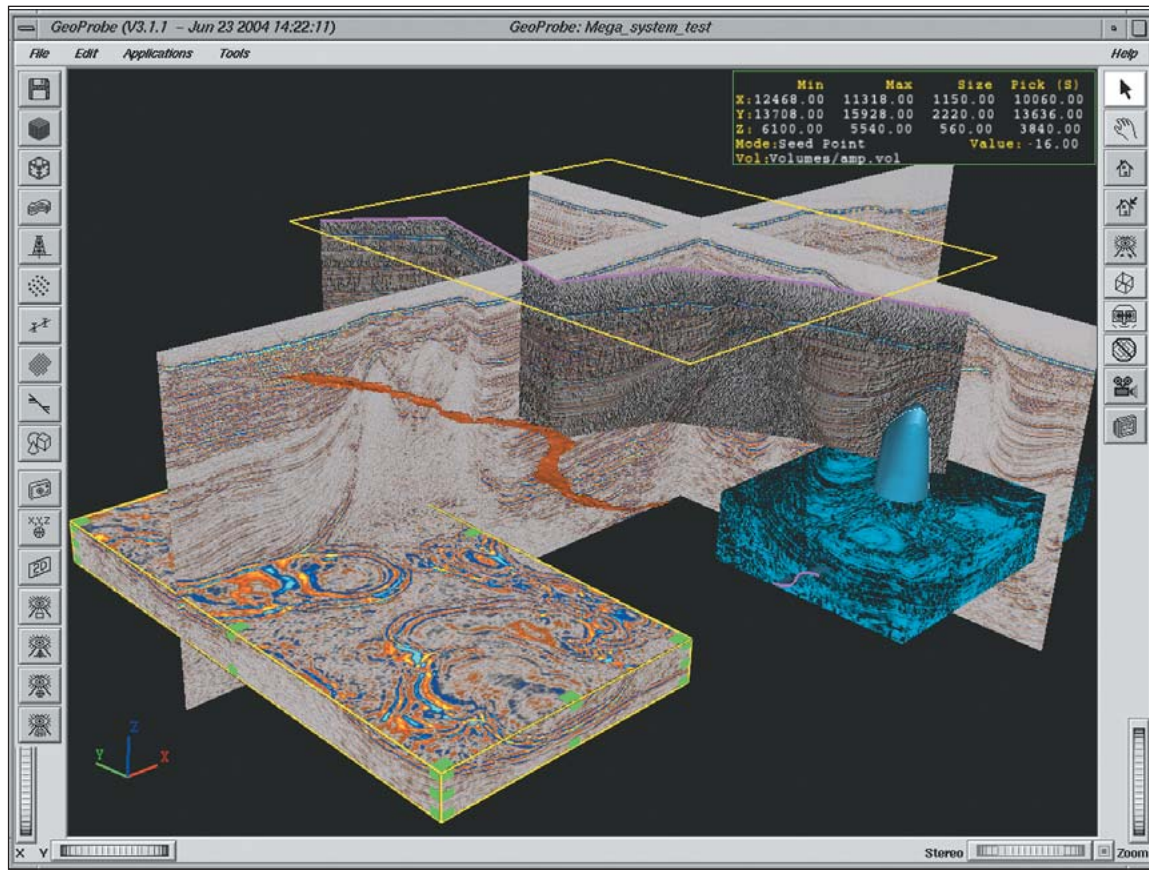 GeoProbe (V3.1.1 – Jun 23 2004 14:22:11) GeoProbe: Mega_system_test
File Edit Applications Tools Help
Min Max Size Pick (S)
X:12468.00 11318.00 1150.00 10060.00
Y:13708.00 15928.00 2220.00 13636.00
Z: 6100.00 5540.00 560.00 3840.00
Mode:Seed Point Value: -16.00
Vol:Volumes/amp.vol
X,Y,Z
2D
Z
Y X
X Y Stereo Zoom